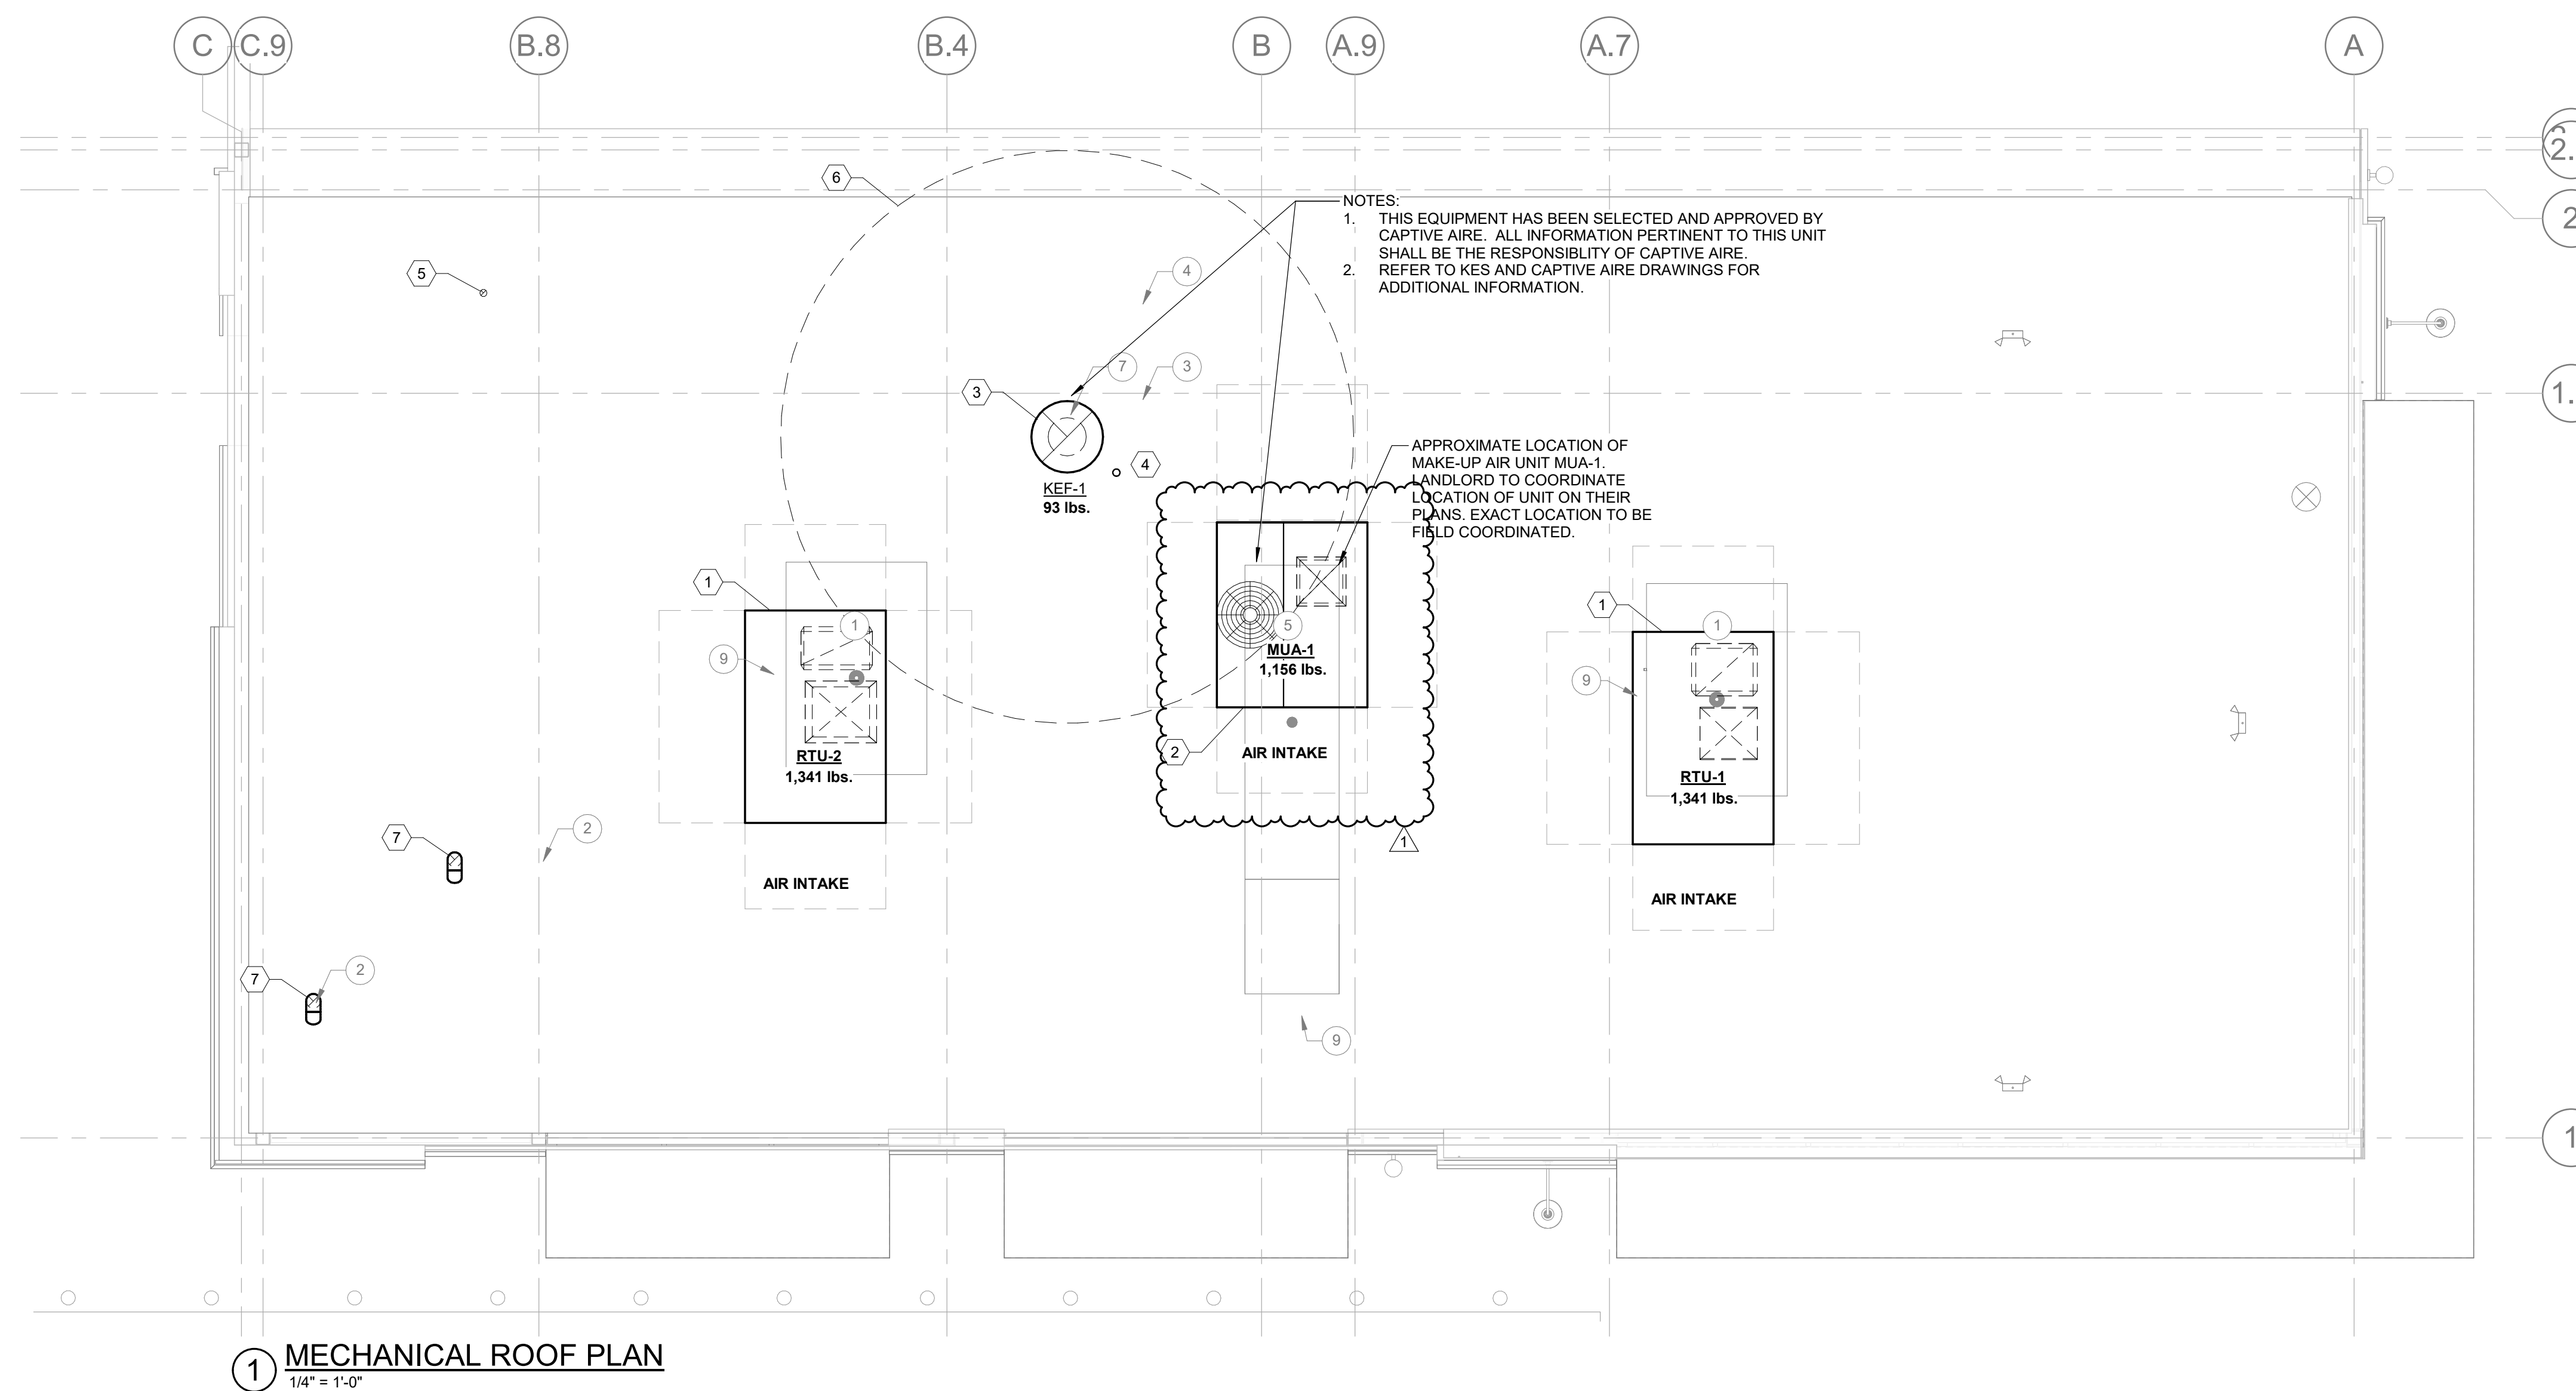 C
C.9
B.8
B.4
B
A.9
A.7
A
2.
2
1.
1
6
5
4
7
3
3
4
NOTES:
1. THIS EQUIPMENT HAS BEEN SELECTED AND APPROVED BY
CAPTIVE AIRE. ALL INFORMATION PERTINENT TO THIS UNIT
SHALL BE THE RESPONSIBLITY OF CAPTIVE AIRE.
2. REFER TO KES AND CAPTIVE AIRE DRAWINGS FOR
ADDITIONAL INFORMATION.
KEF-1
93 lbs.
APPROXIMATE LOCATION OF
MAKE-UP AIR UNIT MUA-1.
LANDLORD TO COORDINATE
LOCATION OF UNIT ON THEIR
PLANS. EXACT LOCATION TO BE
FIELD COORDINATED.
1
1
9
RTU-2
1,341 lbs.
AIR INTAKE
5
MUA-1
1,156 lbs.
2
AIR INTAKE
1
1
1
9
RTU-1
1,341 lbs.
AIR INTAKE
7
2
7
2
9
1 MECHANICAL ROOF PLAN
1/4" = 1'-0"